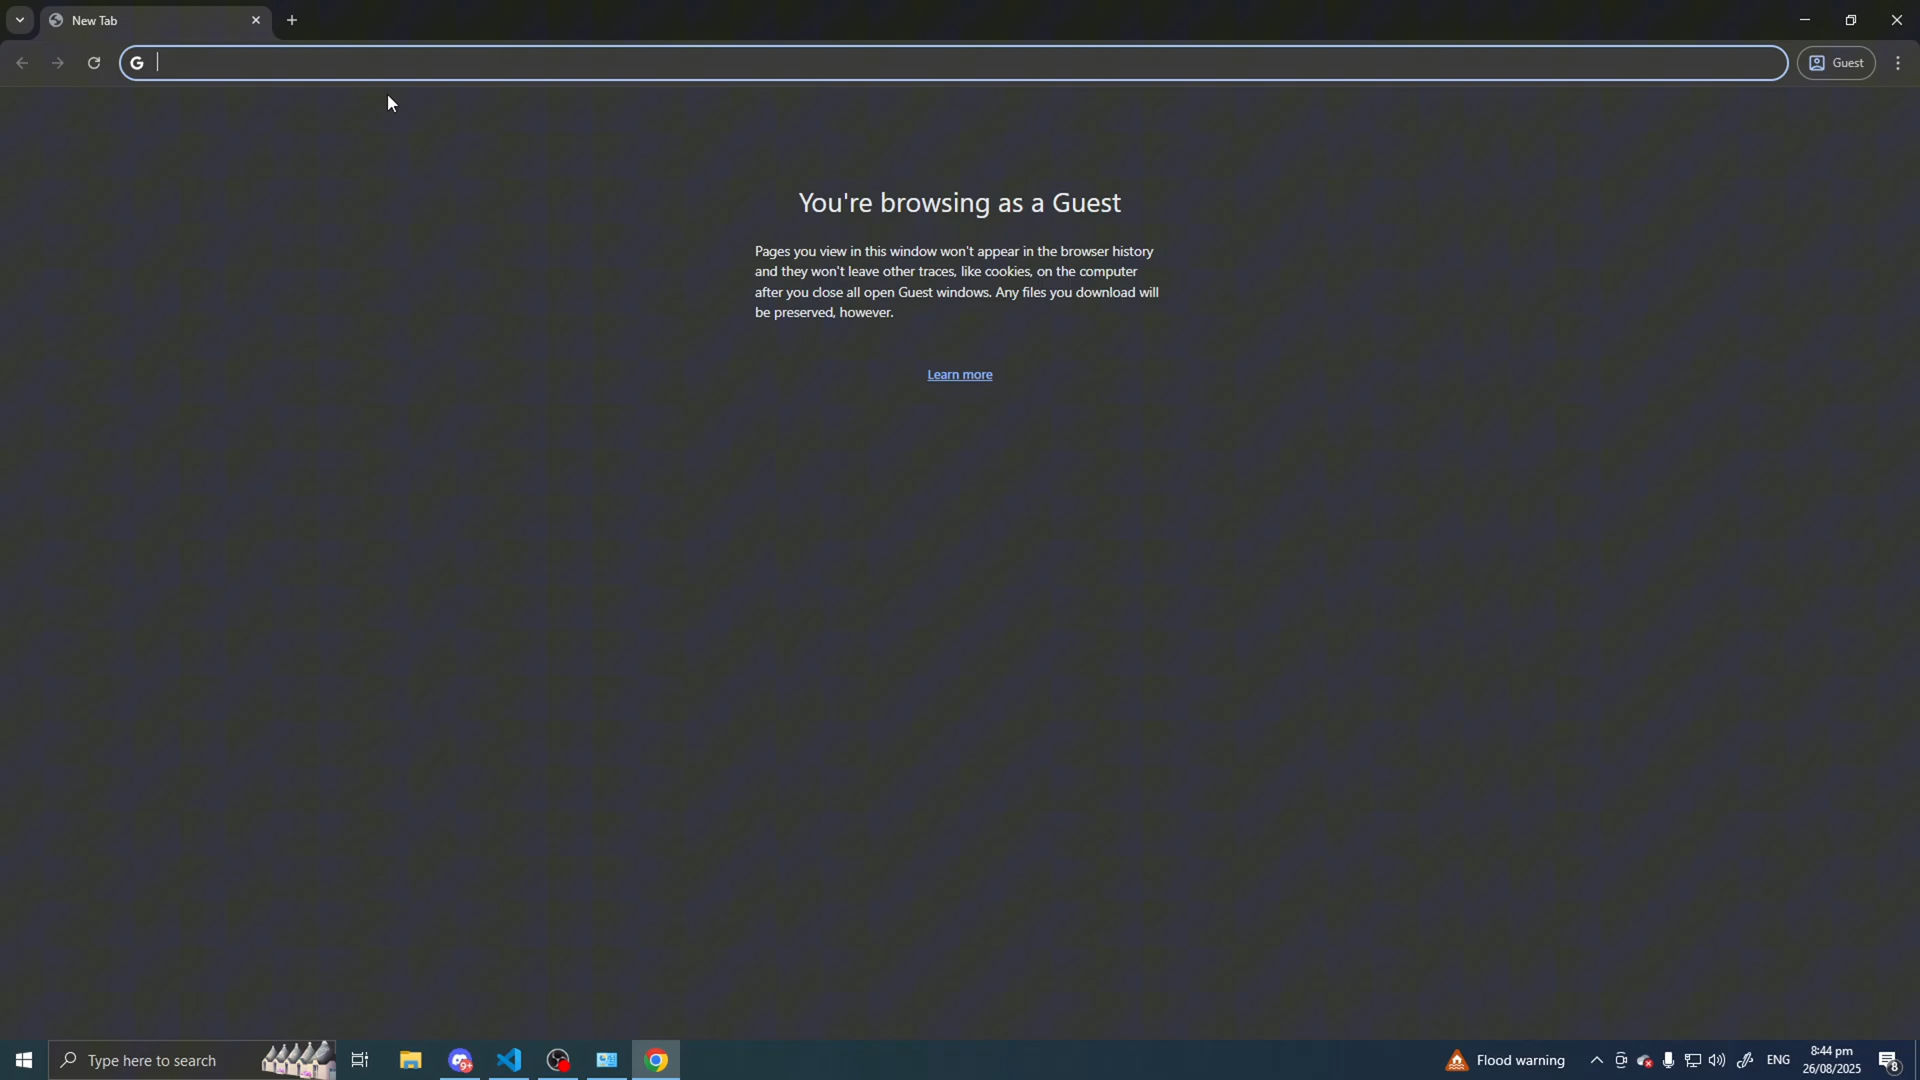 New Tab
G
Guest
You're browsing as a Guest
Pages you view in this window won't appear in the browser history
and they won't leave other traces, like cookies, on the computer
after you close all open Guest windows. Any files you download will
be preserved, however.
Learn more
Type here to search
9+
Flood warning
ENG
8:44 pm
26/08/2025
8